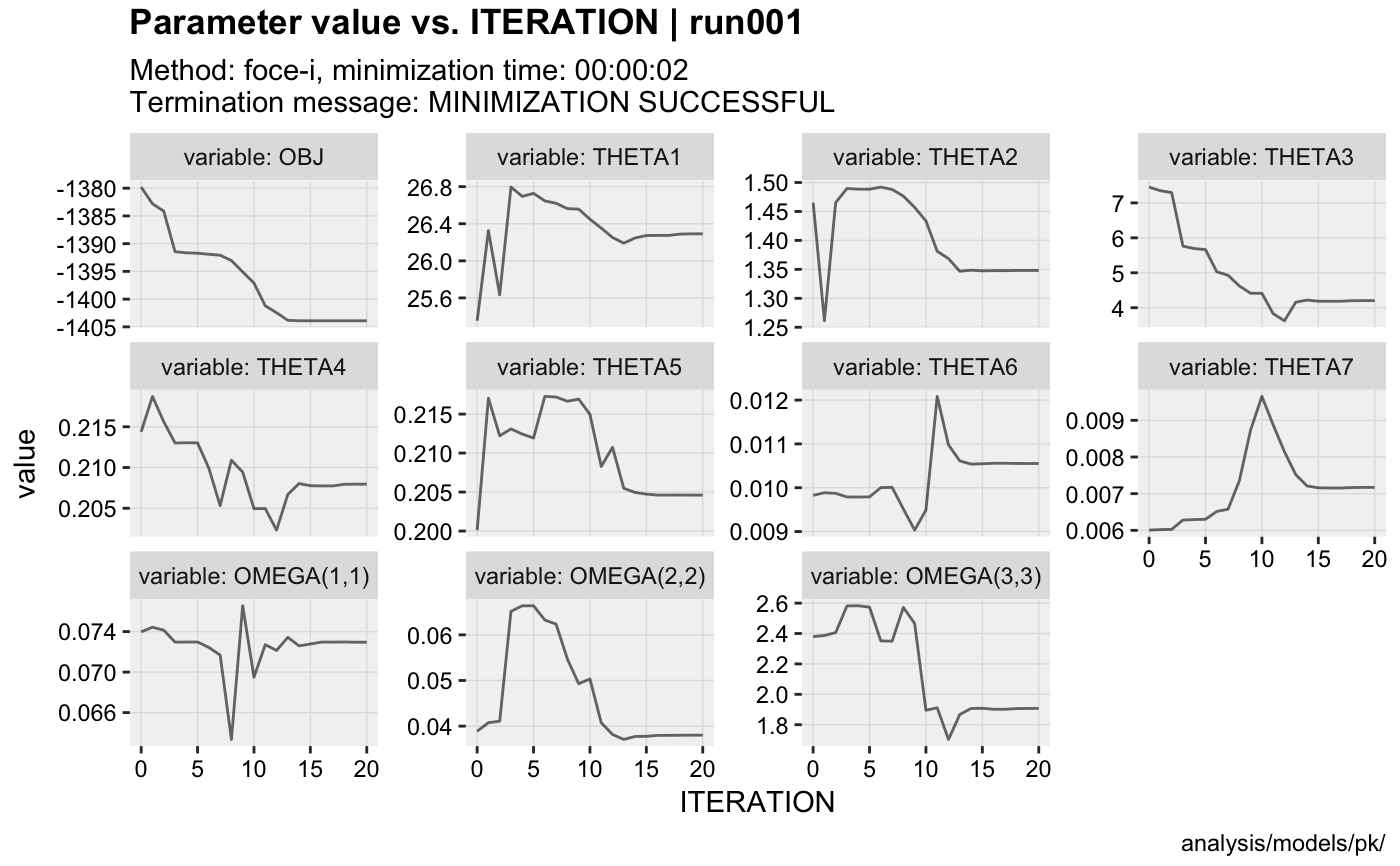 Parameter value vs. ITERATION | run001
Method: foce-i, minimization time: 00:00:02
Termination message: MINIMIZATION SUCCESSFUL
variable: OBJ
-1380
-1385
-1390
-1395
-1400
-1405
variable: THETA1
26.8
26.4
26.0
25.6
variable: THETA2
1.50
1.45
1.40
1.35
1.30
1.25
variable: THETA3
7
6
5
4
variable: THETA4
0.215
0.210
0.205
variable: THETA5
0.215
0.210
0.205
0.200
variable: THETA6
0.012
0.011
0.010
0.009
variable: THETA7
0.009
0.008
0.007
0.006
0 5 10 15 20
variable: OMEGA(1,1)
0.074
0.070
0.066
0 5 10 15 20
variable: OMEGA(2,2)
0.06
0.05
0.04
0 5 10 15 20
variable: OMEGA(3,3)
2.6
2.4
2.2
2.0
1.8
0 5 10 15 20
value
ITERATION
analysis/models/pk/